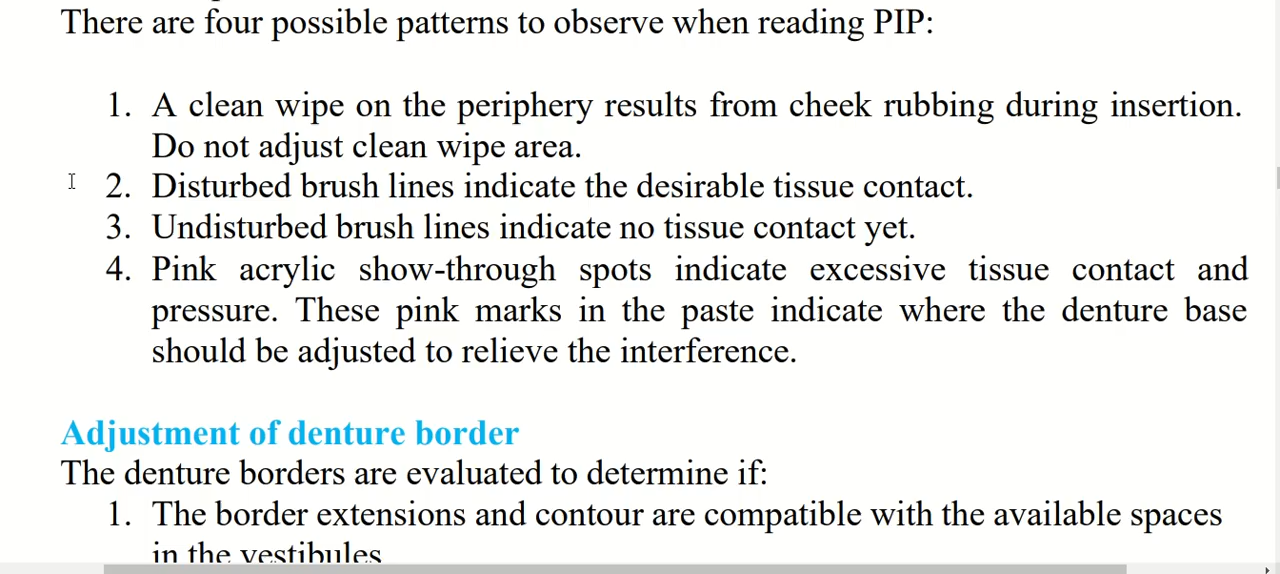 There are four possible patterns to observe when reading PIP:
1. A clean wipe on the periphery results from cheek rubbing during insertion.
Do not adjust clean wipe area.
2. Disturbed brush lines indicate the desirable tissue contact.
3. Undisturbed brush lines indicate no tissue contact yet.
4. Pink acrylic show-through spots indicate excessive tissue contact and
pressure. These pink marks in the paste indicate where the denture base
should be adjusted to relieve the interference.
Adjustment of denture border
The denture borders are evaluated to determine if:
1. The border extensions and contour are compatible with the available spaces
in the vestibules